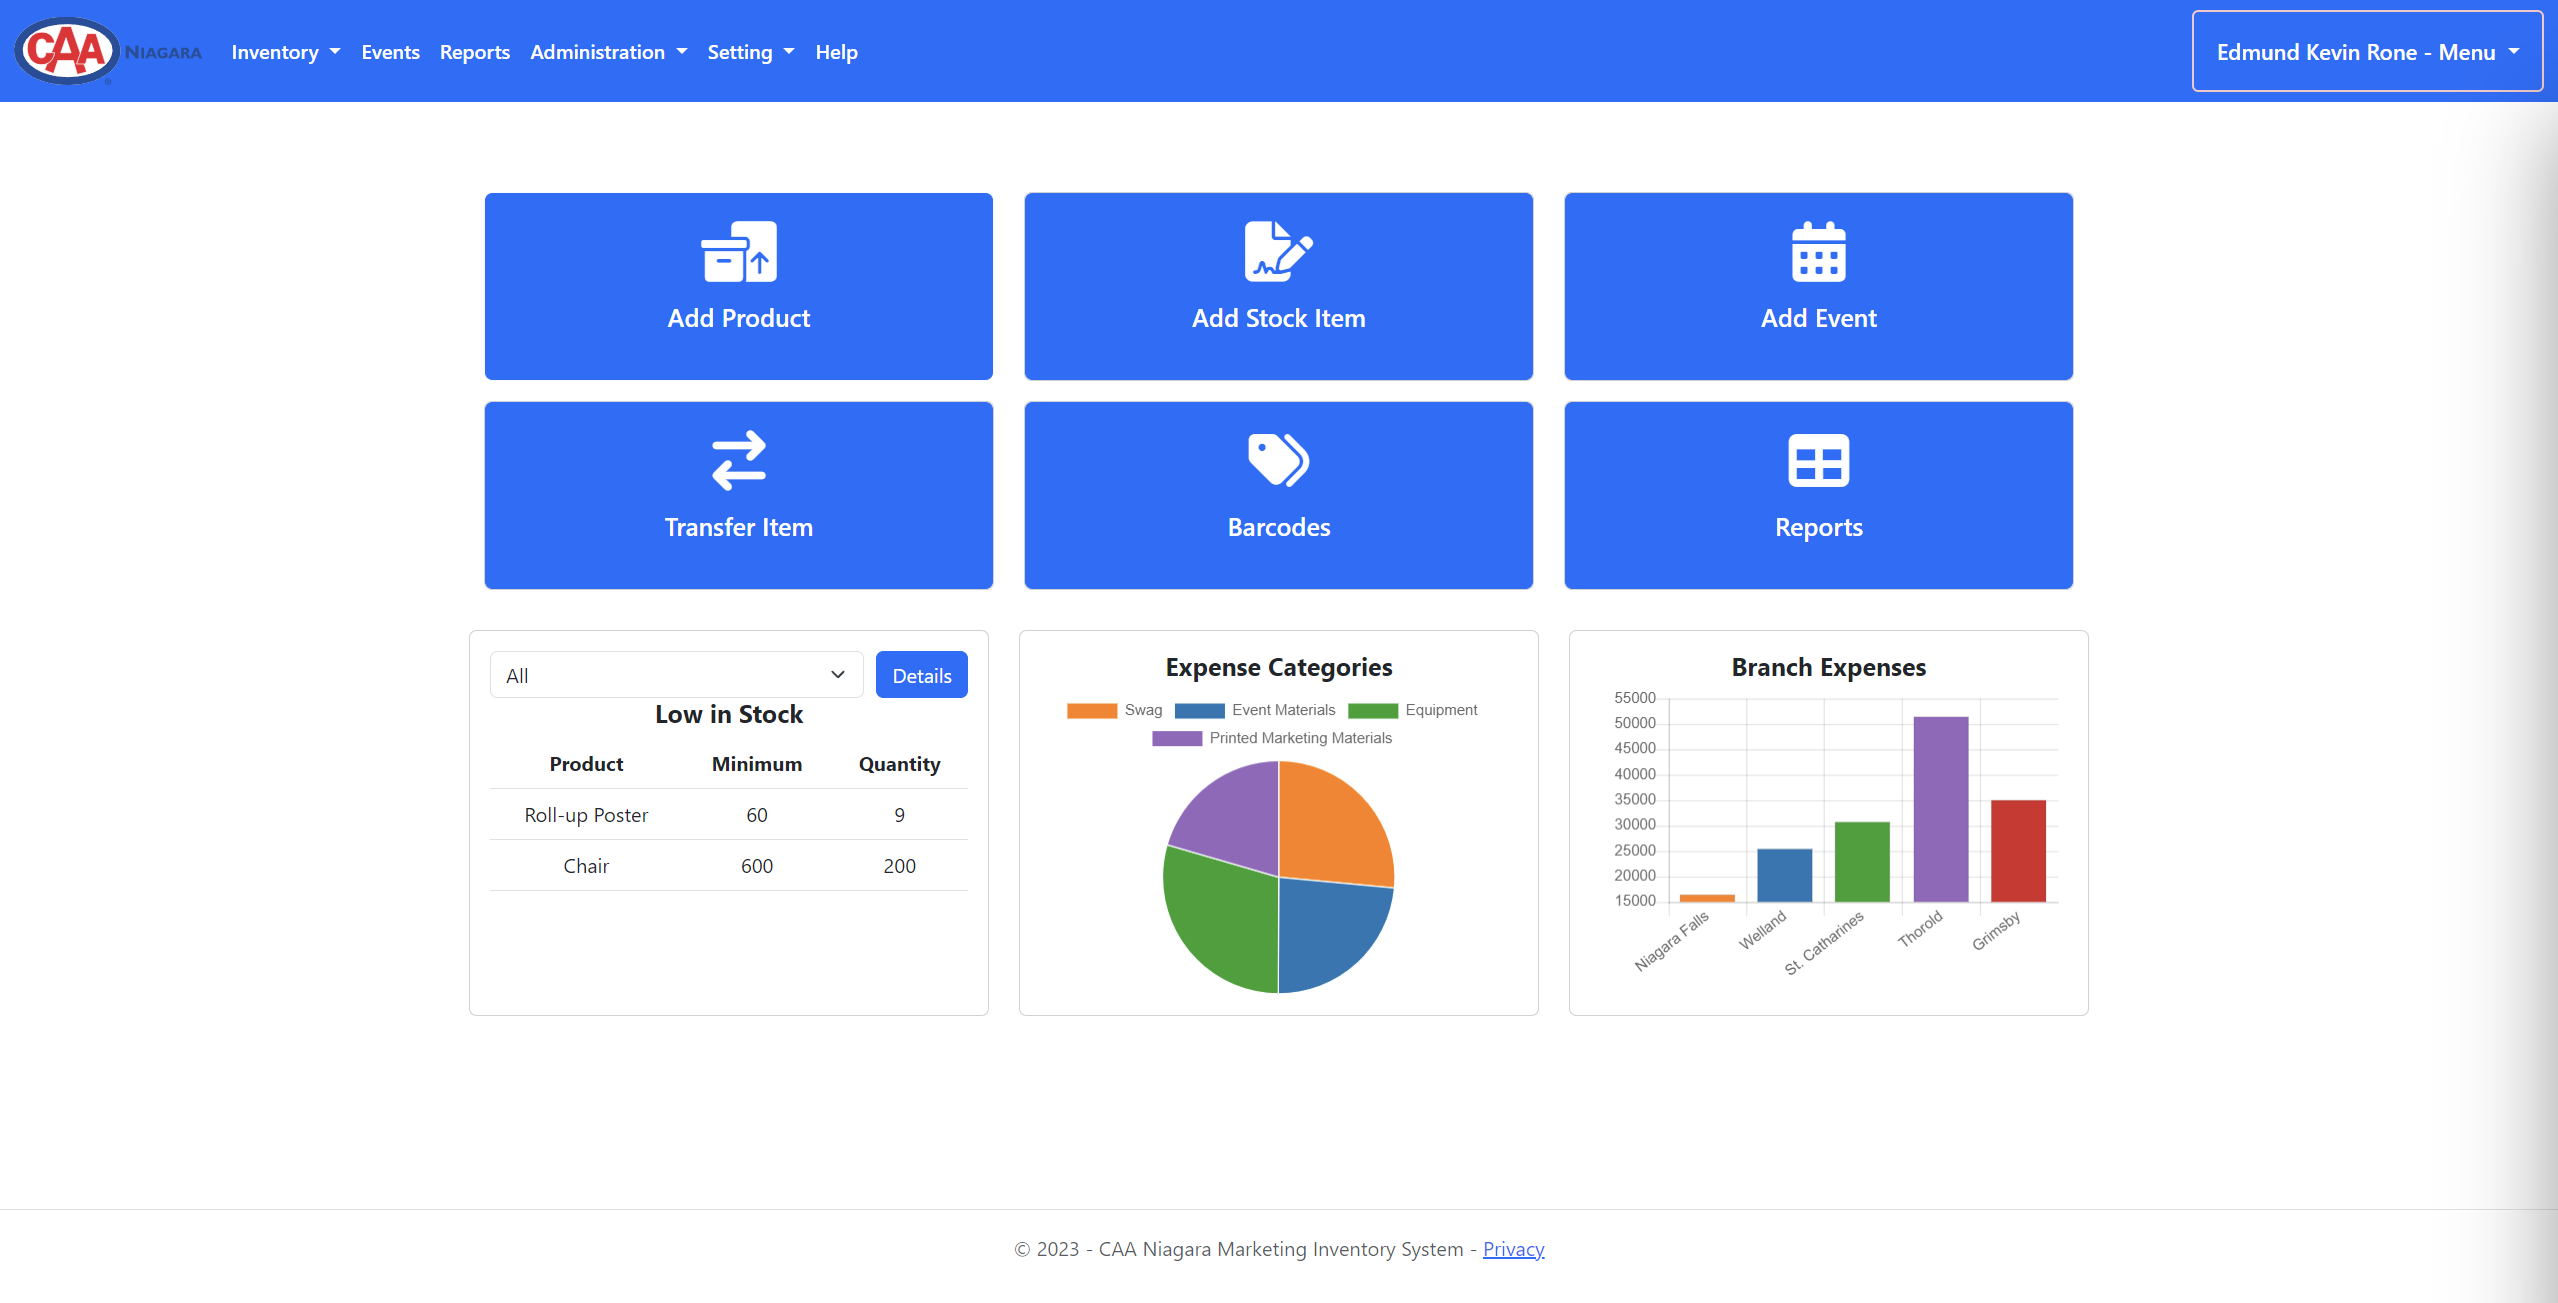 CAA NIAGARA Inventory Events Reports Administration Setting Help Edmund Kevin Rone - Menu
Add Product
Add Stock Item
Add Event
Transfer Item
Barcodes
Reports
All Details
Low in Stock
Product Minimum Quantity
Roll-up Poster 60 9
Chair 600 200
Expense Categories
Swag Event Materials Equipment
Printed Marketing Materials
Branch Expenses
55000
50000
45000
40000
35000
30000
25000
20000
15000
Niagara Falls Welland St. Catharines Thorold Grimsby
© 2023 - CAA Niagara Marketing Inventory System - Privacy